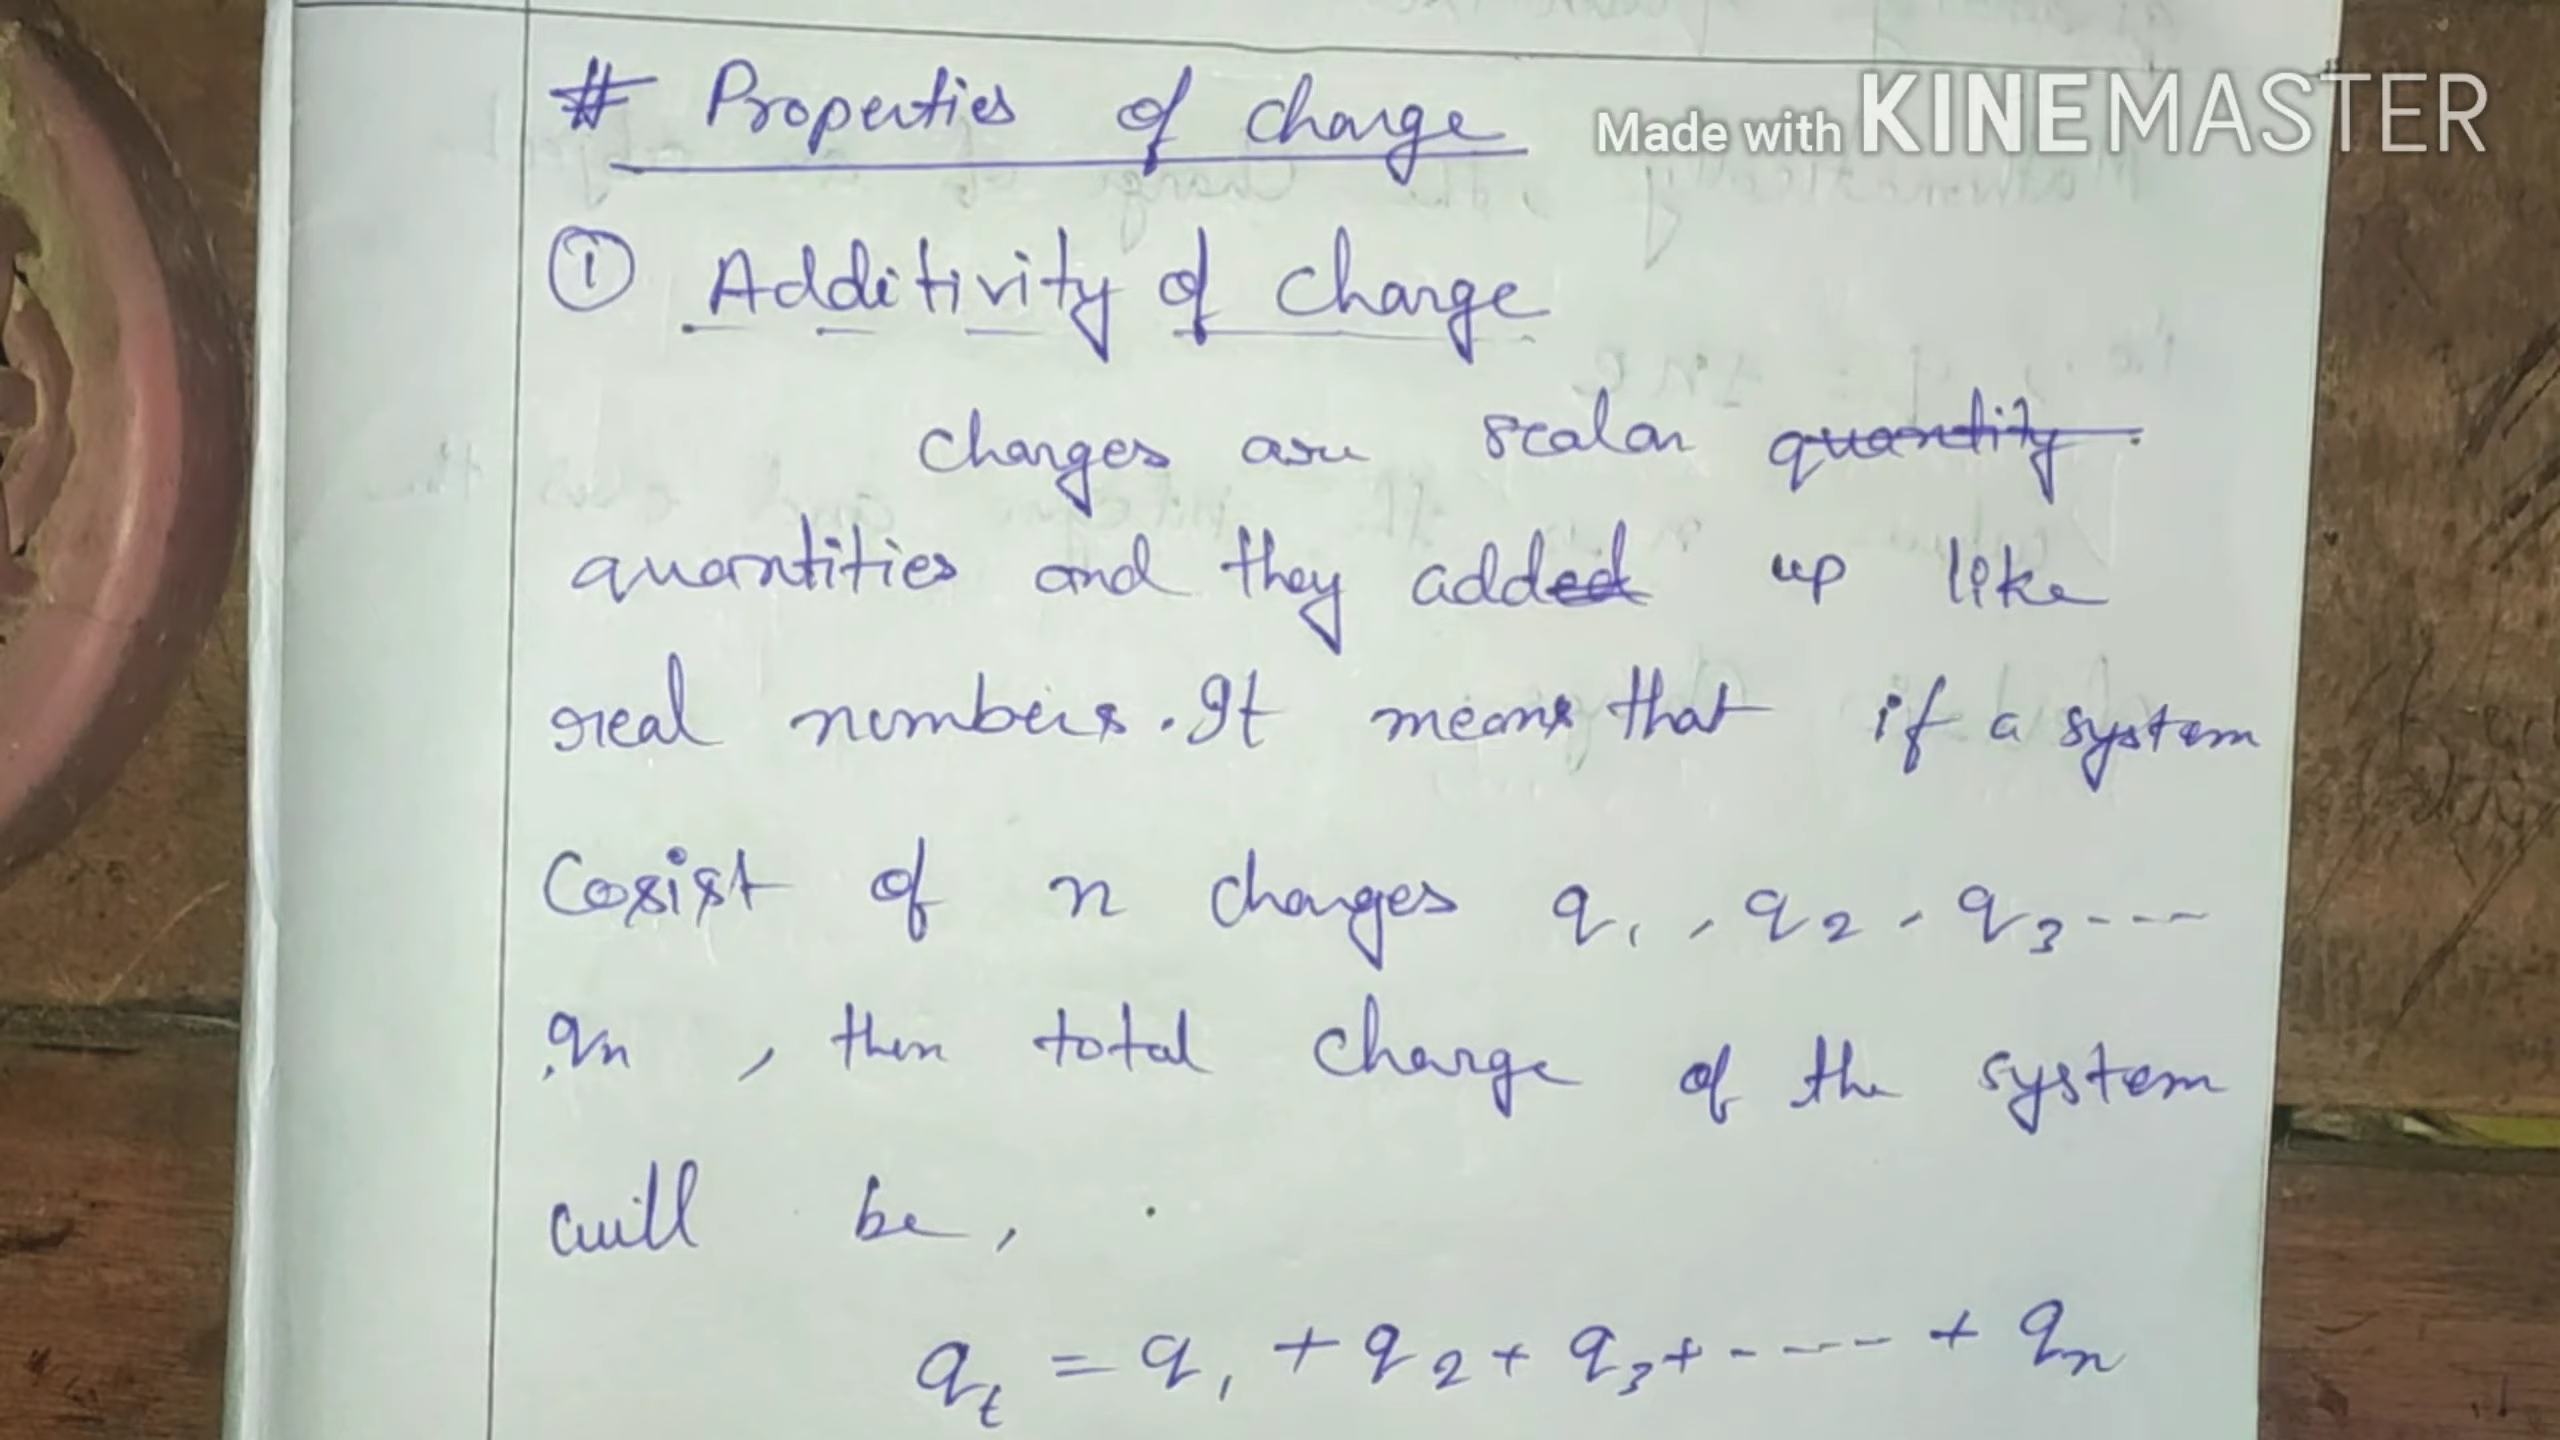 # Properties of charge
Made with KINEMASTER
① Additivity of charge
charges are scalar quantity
quantities and they added up like
real numbers. It means that if a system
Cosist of n charges q₁, q₂, q₃---
qn, then total charge of the system
will be,
qt = q₁ + q₂ + q₃ + ---- + qn